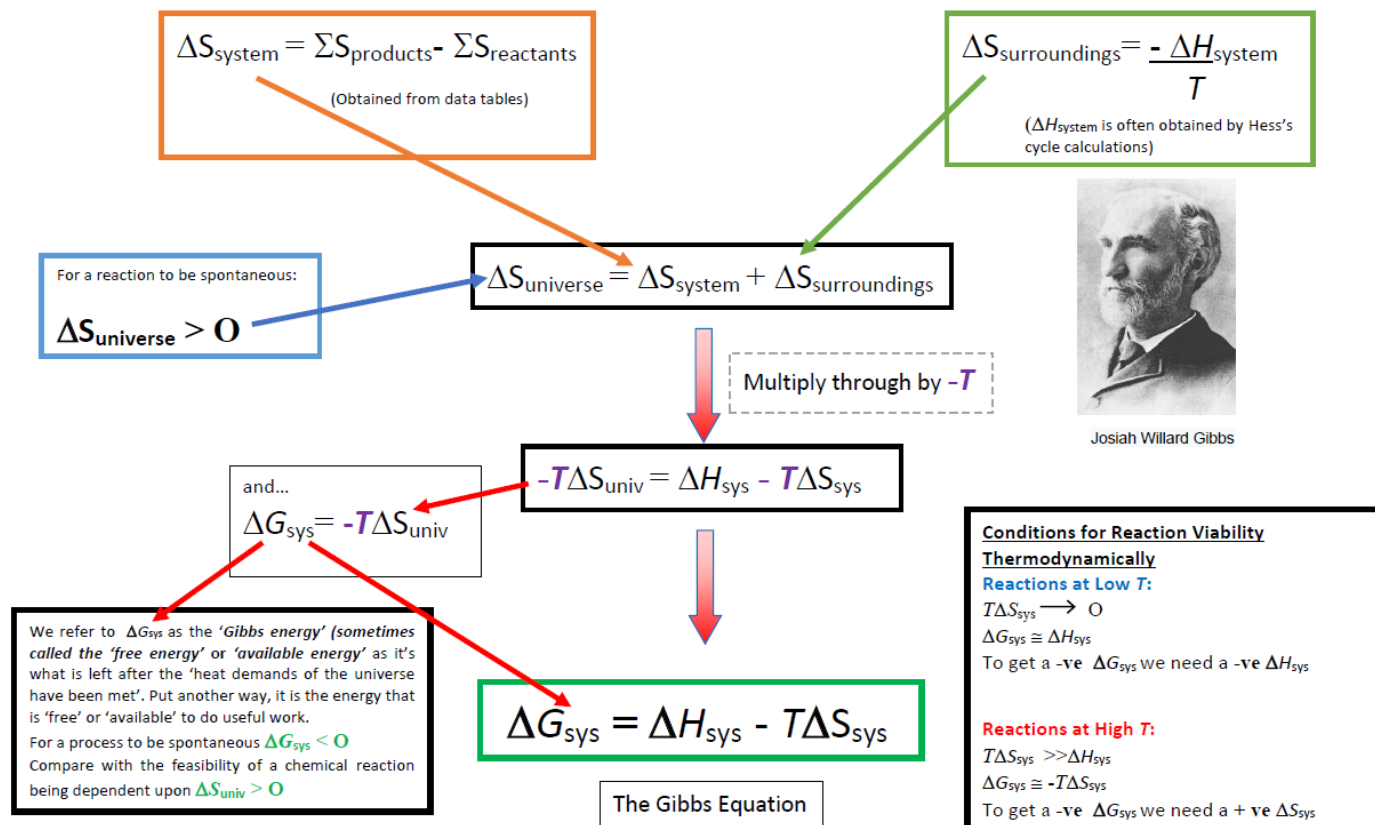 ΔSsystem = ΣSproducts- ΣSreactants
(Obtained from data tables)
ΔSsurroundings= - ΔHsystem
T
(ΔHsystem is often obtained by Hess's
cycle calculations)
For a reaction to be spontaneous:
ΔSuniverse > O
ΔSuniverse = ΔSsystem + ΔSsurroundings
Multiply through by -T
Josiah Willard Gibbs
-TΔSuniv = ΔHsys - TΔSsys
and...
ΔGsys= -TΔSuniv
We refer to ΔGsys as the 'Gibbs energy' (sometimes
called the 'free energy' or 'available energy' as it's
what is left after the 'heat demands of the universe
have been met'. Put another way, it is the energy that
is 'free' or 'available' to do useful work.
For a process to be spontaneous ΔGsys < O
Compare with the feasibility of a chemical reaction
being dependent upon ΔSuniv > O
ΔGsys = ΔHsys - TΔSsys
The Gibbs Equation
Conditions for Reaction Viability
Thermodynamically
Reactions at Low T:
TΔSsys ⟶ O
ΔGsys ≅ ΔHsys
To get a -ve ΔGsys we need a -ve ΔHsys
Reactions at High T:
TΔSsys >>ΔHsys
ΔGsys ≅ -TΔSsys
To get a -ve ΔGsys we need a + ve ΔSsys